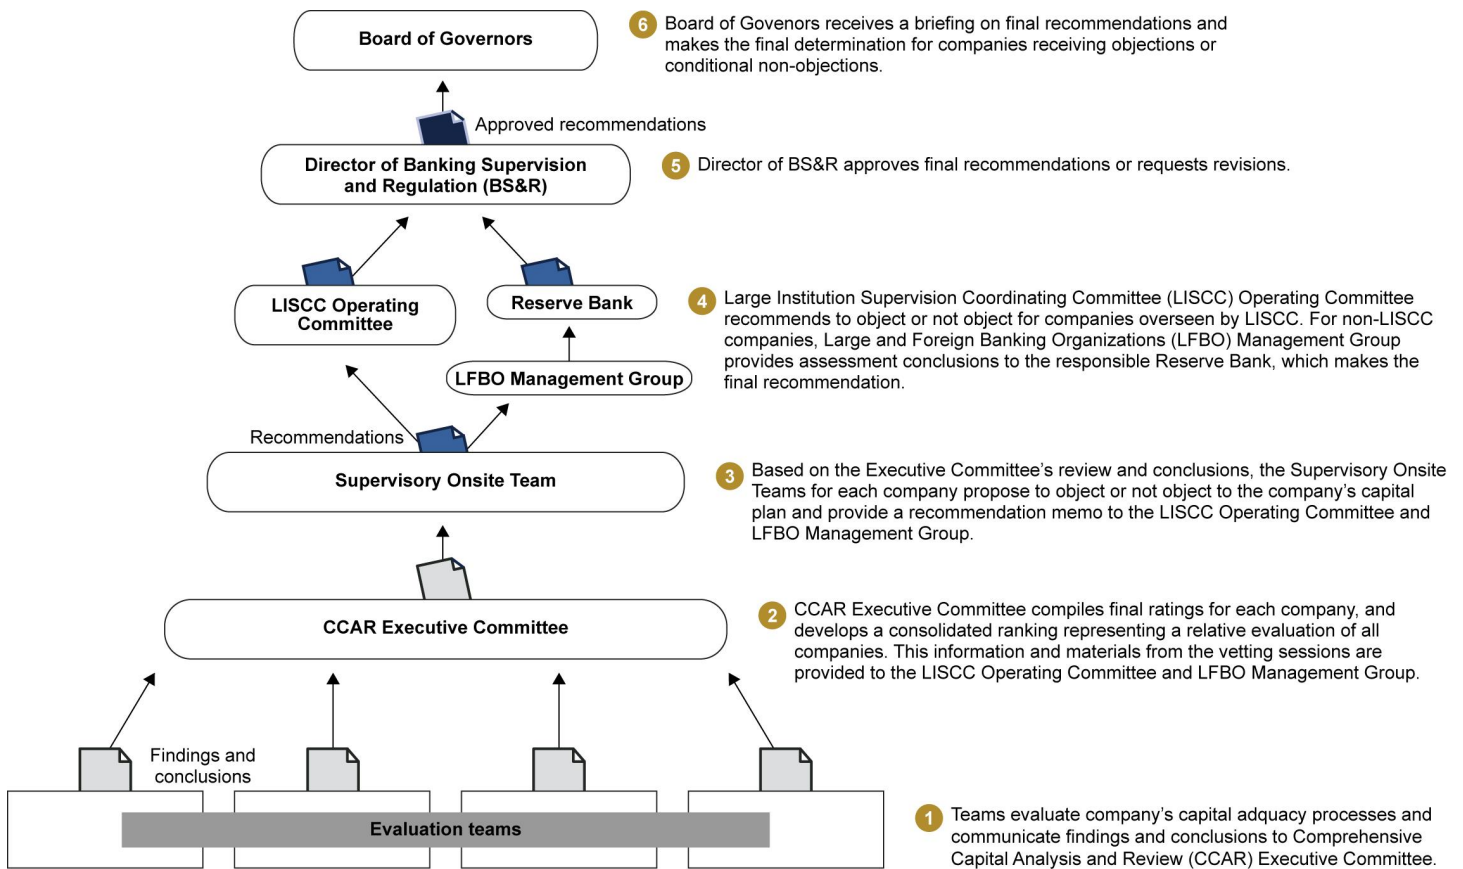 Board of Governors
6 Board of Govenors receives a briefing on final recommendations and
makes the final determination for companies receiving objections or
conditional non-objections.
Approved recommendations
Director of Banking Supervision
and Regulation (BS&R)
5 Director of BS&R approves final recommendations or requests revisions.
LISCC Operating
Committee
Reserve Bank
LFBO Management Group
4 Large Institution Supervision Coordinating Committee (LISCC) Operating Committee
recommends to object or not object for companies overseen by LISCC. For non-LISCC
companies, Large and Foreign Banking Organizations (LFBO) Management Group
provides assessment conclusions to the responsible Reserve Bank, which makes the
final recommendation.
Recommendations
Supervisory Onsite Team
3 Based on the Executive Committee’s review and conclusions, the Supervisory Onsite
Teams for each company propose to object or not object to the company’s capital
plan and provide a recommendation memo to the LISCC Operating Committee and
LFBO Management Group.
CCAR Executive Committee
2 CCAR Executive Committee compiles final ratings for each company, and
develops a consolidated ranking representing a relative evaluation of all
companies. This information and materials from the vetting sessions are
provided to the LISCC Operating Committee and LFBO Management Group.
Findings and
conclusions
Evaluation teams
1 Teams evaluate company’s capital adquacy processes and
communicate findings and conclusions to Comprehensive
Capital Analysis and Review (CCAR) Executive Committee.